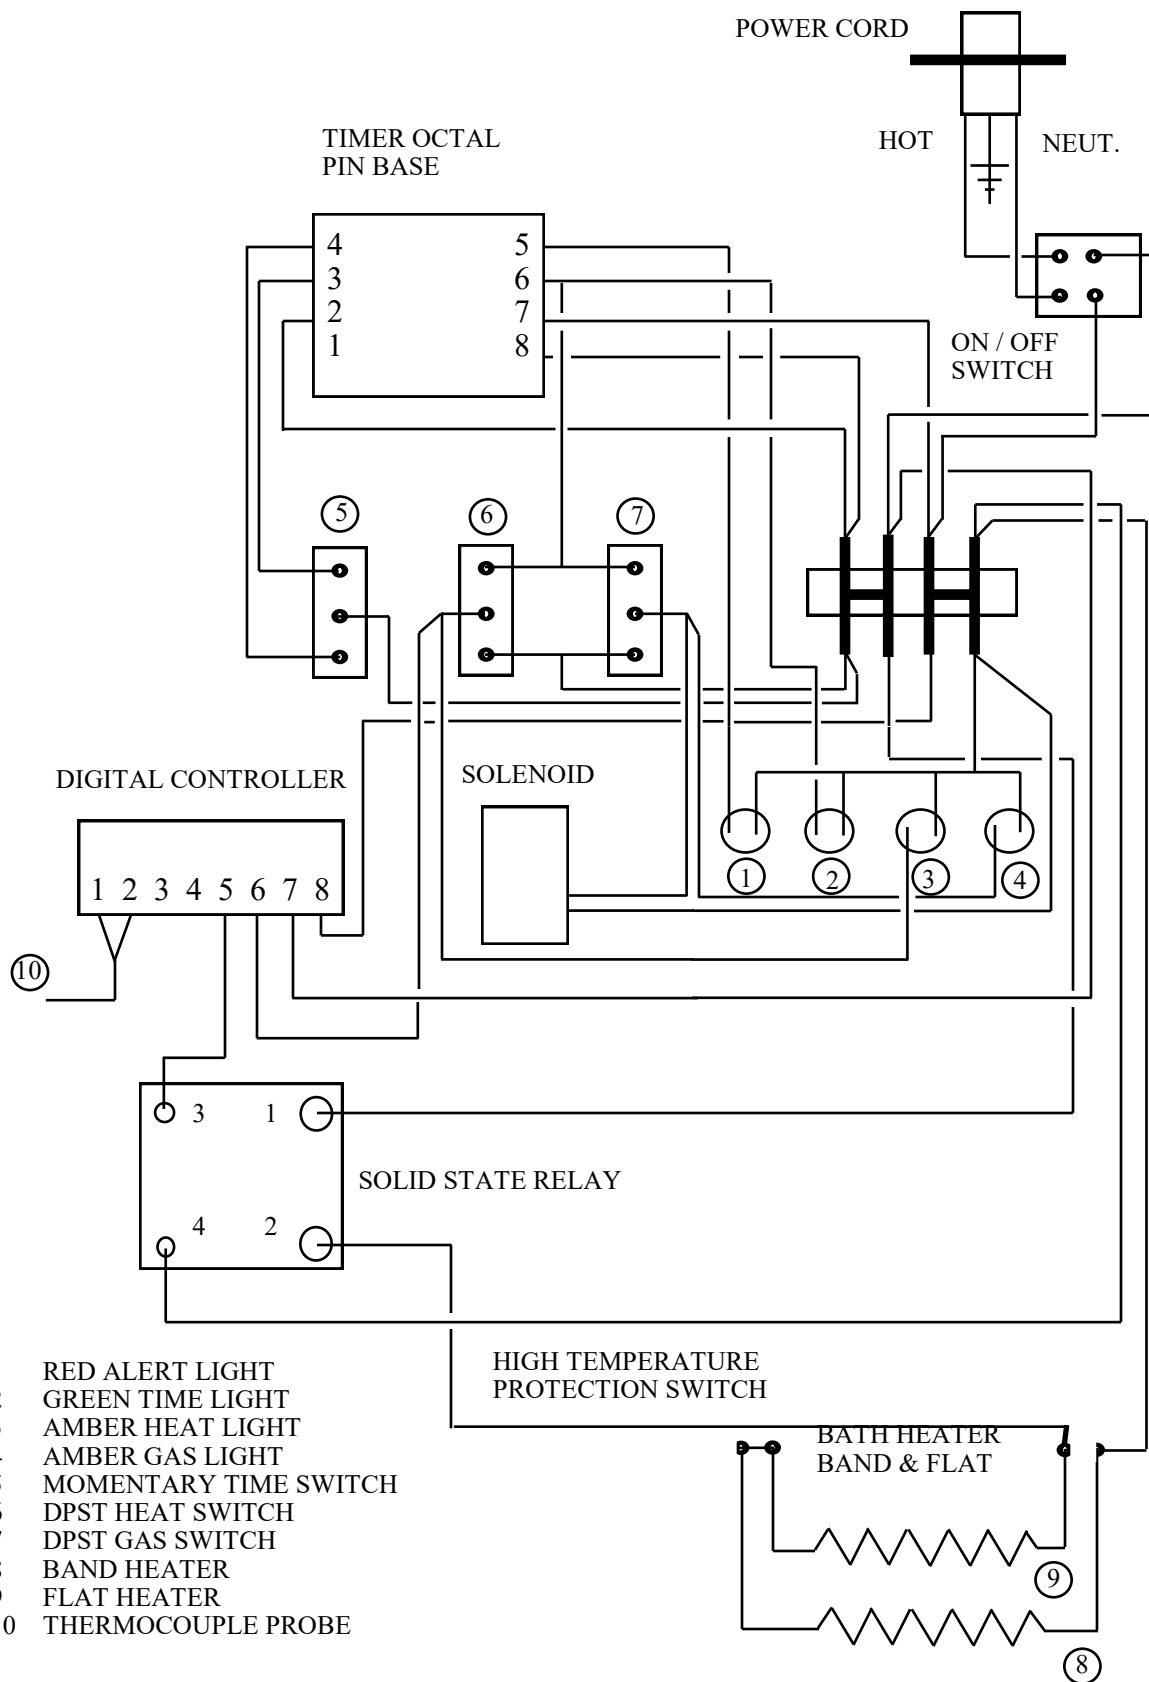 POWER CORD
HOT
NEUT.
TIMER OCTAL
PIN BASE
4 5
3 6
2 7
1 8
ON / OFF
SWITCH
5
6
7
DIGITAL CONTROLLER
SOLENOID
1 2 3 4 5 6 7 8
1
2
3
4
10
3 1
SOLID STATE RELAY
4 2
HIGH TEMPERATURE
PROTECTION SWITCH
BATH HEATER
BAND & FLAT
RED ALERT LIGHT
GREEN TIME LIGHT
AMBER HEAT LIGHT
AMBER GAS LIGHT
MOMENTARY TIME SWITCH
DPST HEAT SWITCH
DPST GAS SWITCH
BAND HEATER
FLAT HEATER
0 THERMOCOUPLE PROBE
9
8